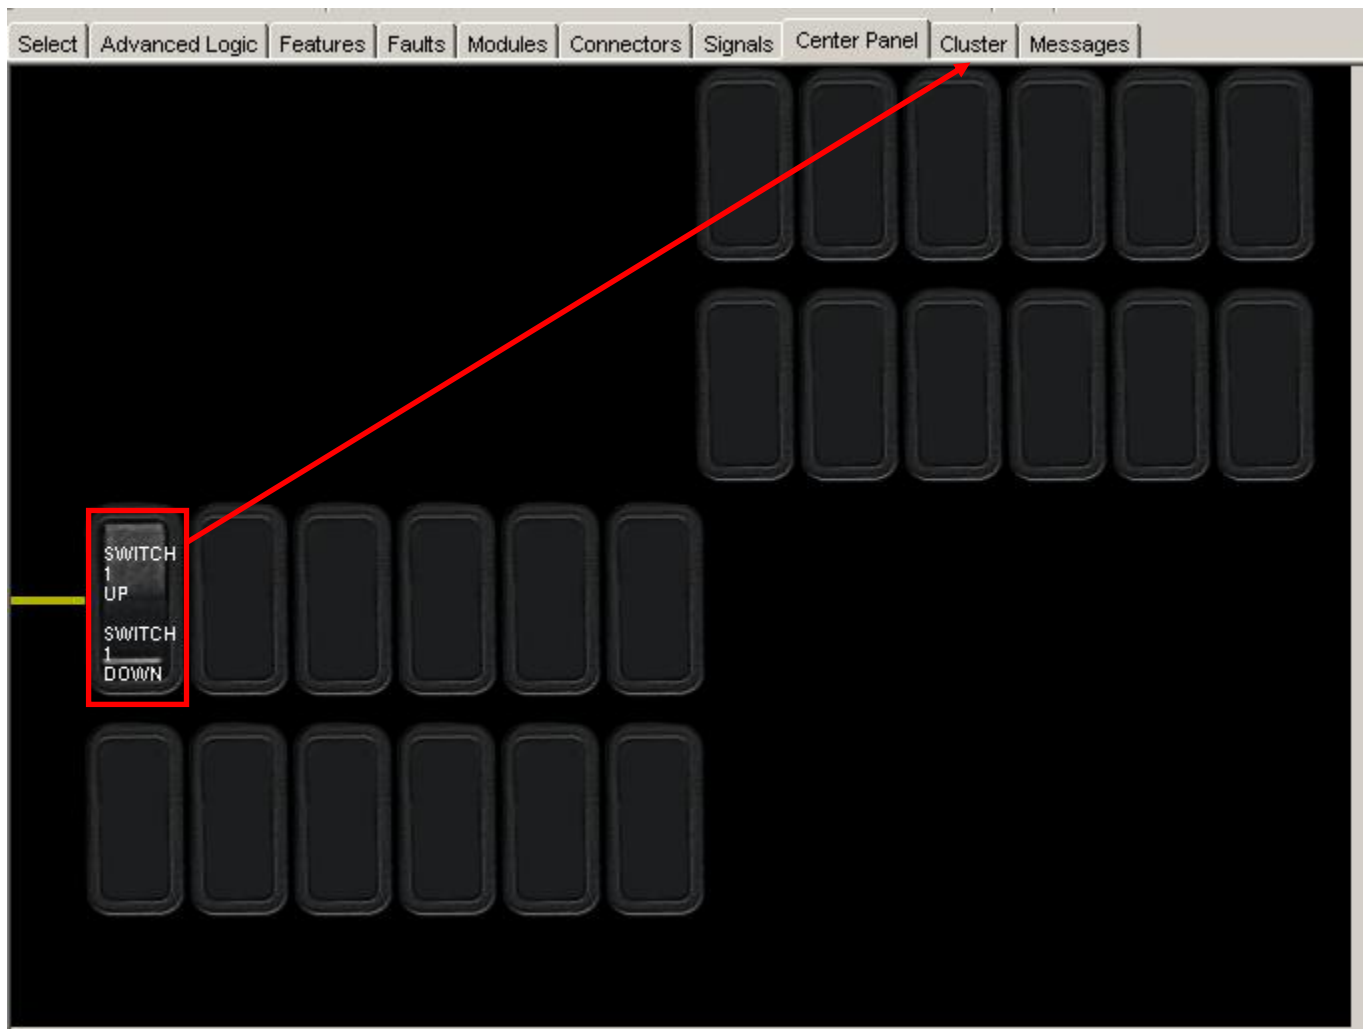 Select Advanced Logic Features Faults Modules Connectors Signals Center Panel Cluster Messages
SWITCH
1
UP
SWITCH
1
DOWN